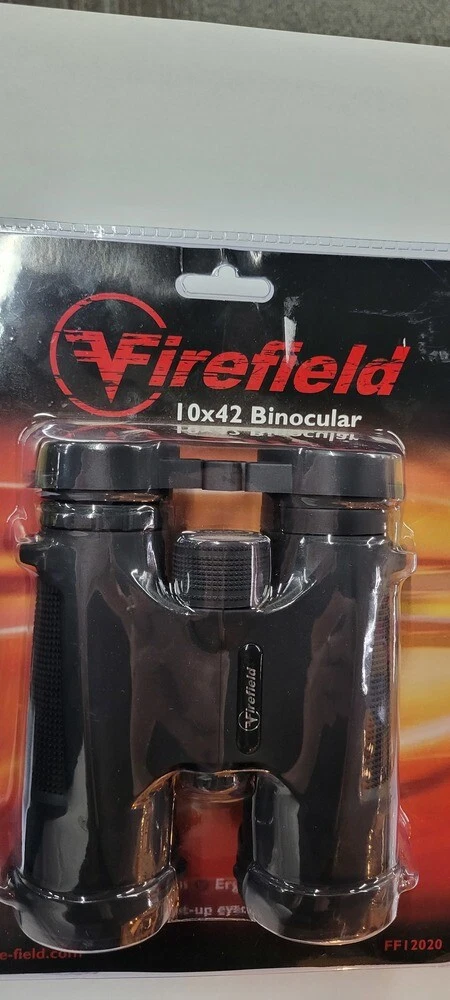 Firefield
10x42 Binocular
Firefield
e-field.com
FF12020